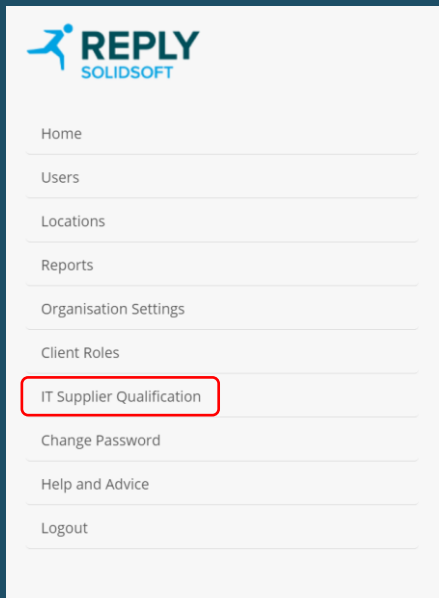 REPLY
SOLIDSOFT
Home
Users
Locations
Reports
Organisation Settings
Client Roles
IT Supplier Qualification
Change Password
Help and Advice
Logout